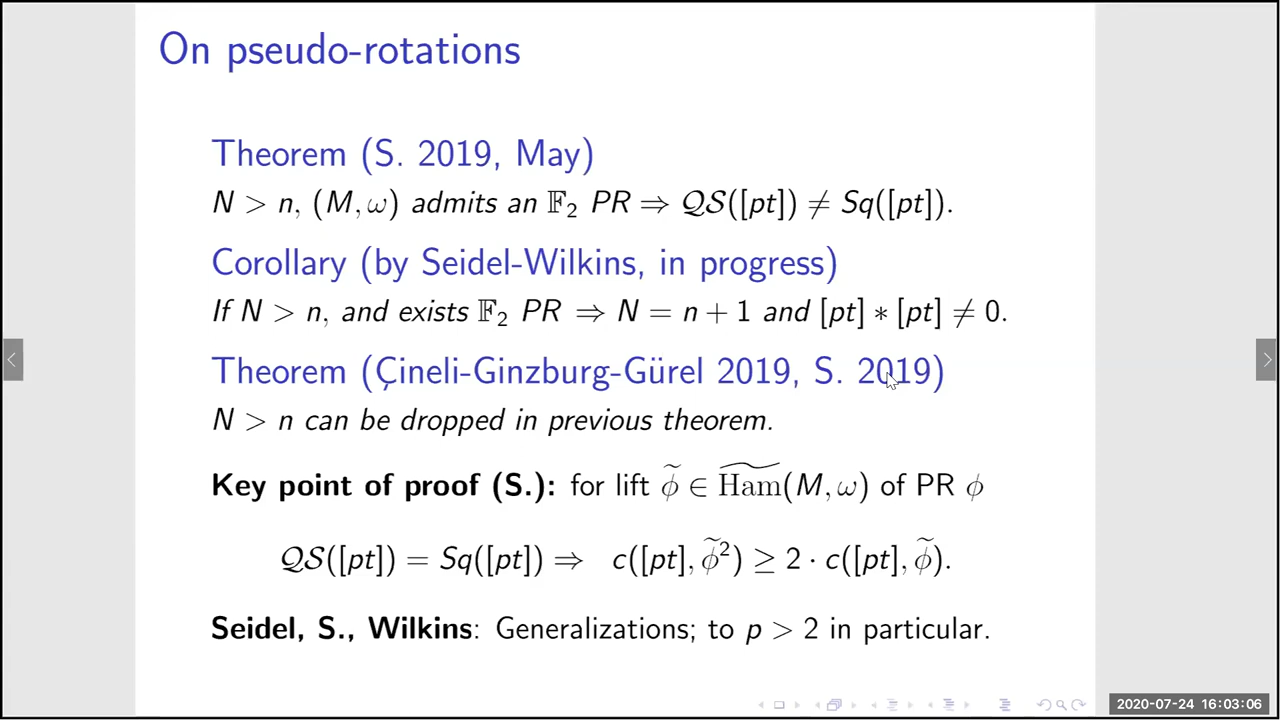 On pseudo-rotations
Theorem (S. 2019, May)
N > n, (M, ω) admits an 𝔽₂ PR ⇒ 𝒬𝒮([pt]) ≠ Sq([pt]).
Corollary (by Seidel-Wilkins, in progress)
If N > n, and exists 𝔽₂ PR ⇒ N = n + 1 and [pt] ∗ [pt] ≠ 0.
Theorem (Çineli-Ginzburg-Gürel 2019, S. 2019)
N > n can be dropped in previous theorem.
Key point of proof (S.): for lift ϕ̃ ∈ H͠am(M, ω) of PR ϕ
𝒬𝒮([pt]) = Sq([pt]) ⇒ c([pt], ϕ̃²) ≥ 2 · c([pt], ϕ̃).
Seidel, S., Wilkins: Generalizations; to p > 2 in particular.
2020-07-24 16:03:06